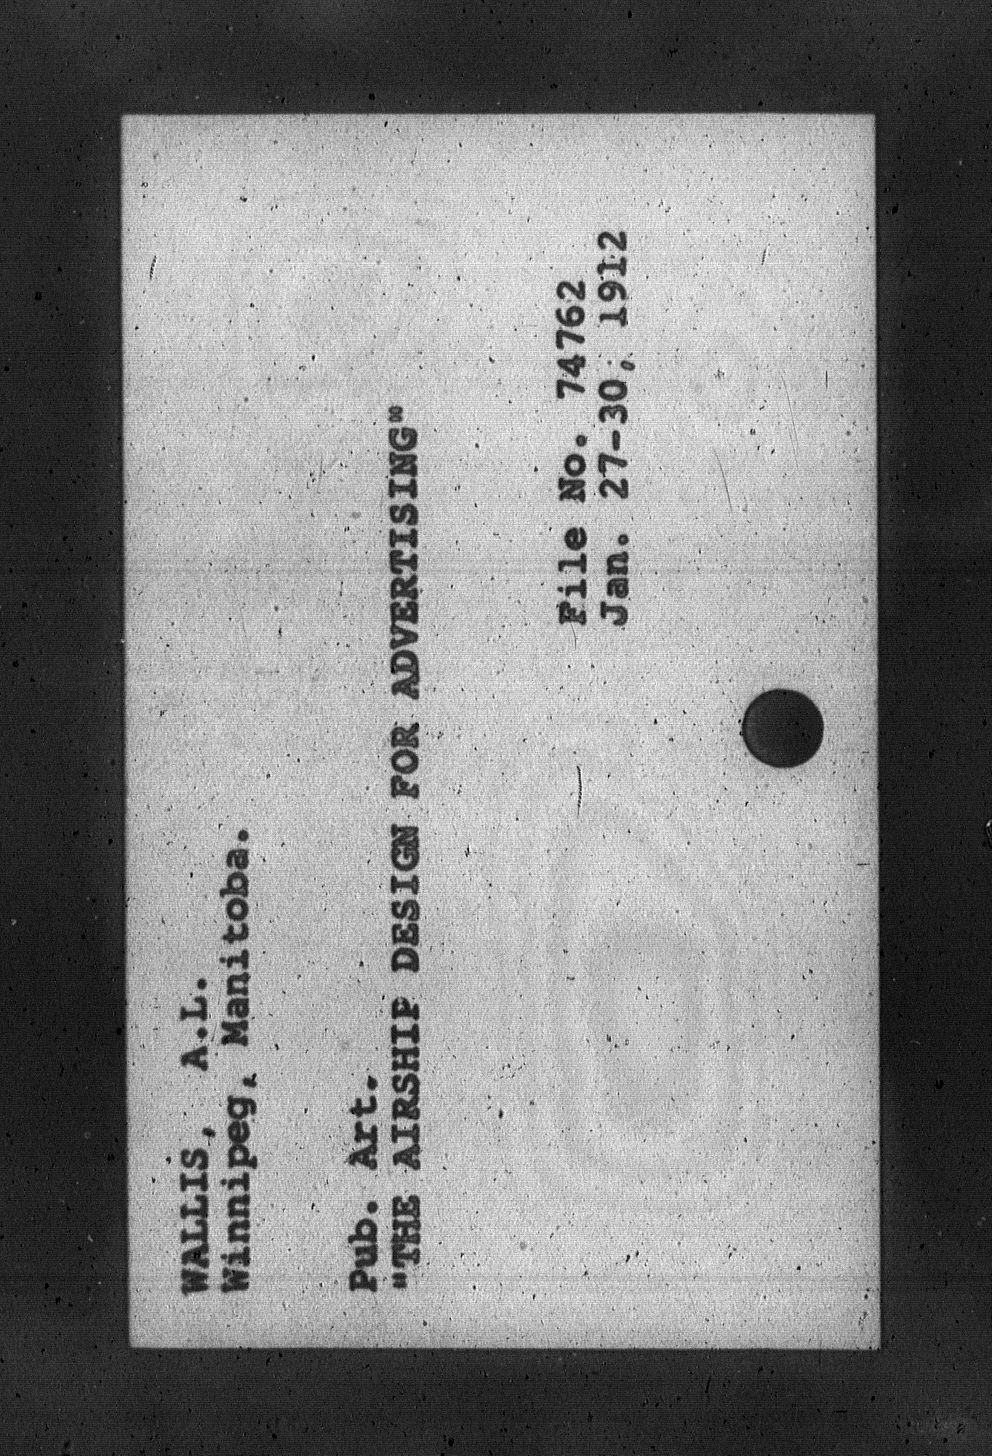 WALLIS, A.L.
Winnipeg, Manitoba.
Pub. Art.
"THE AIRSHIP DESIGN FOR ADVERTISING"
File No. 74762
Jan. 27-30, 1912